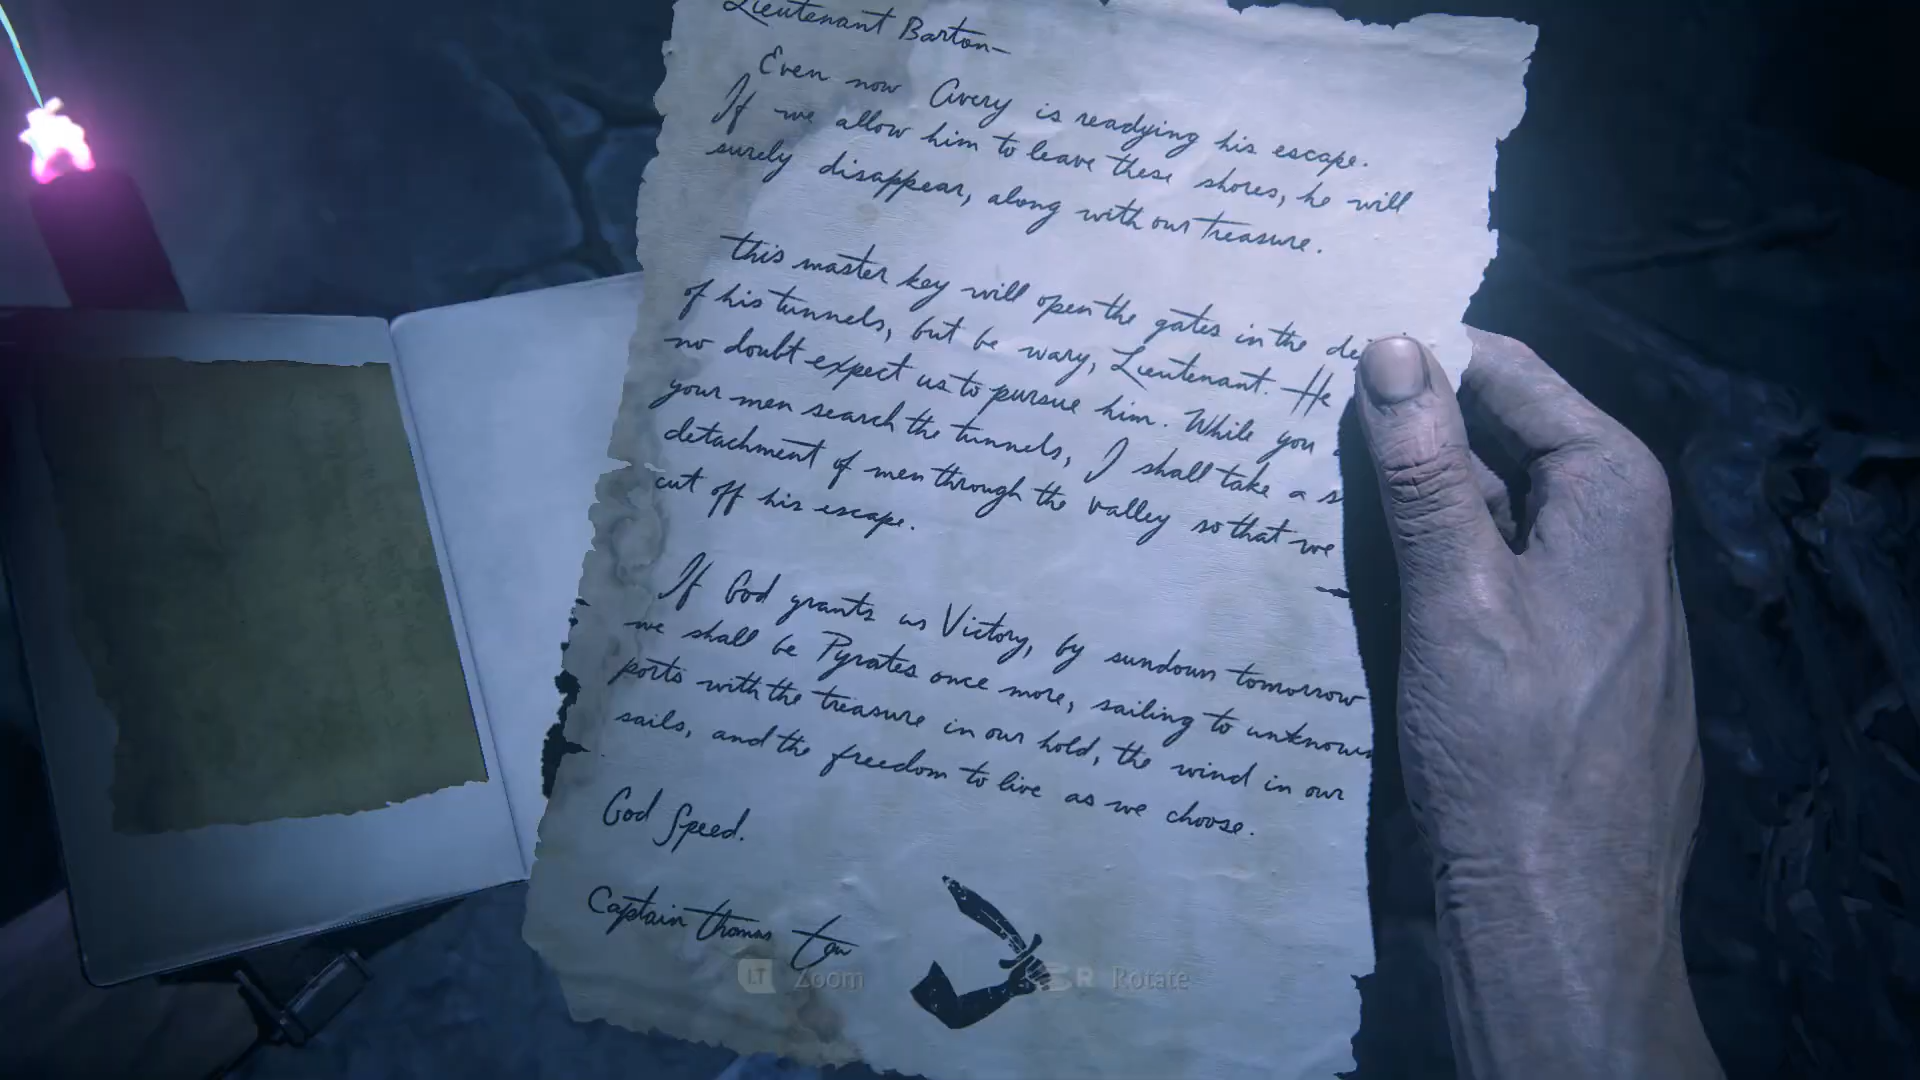 Lieutenant Barton-
Even now Avery is readying his escape.
If we allow him to leave these shores, he will
surely disappear, along with our treasure.
This master key will open the gates in the
of his tunnels, but be wary, Lieutenant. He
no doubt expect us to pursue him. While you
your men search the tunnels, I shall take a
detachment of men through the valley so that we
cut off his escape.
If God grants us Victory, by sundown tomorrow
we shall be Pyrates once more, sailing to unknown
ports with the treasure in our hold, the wind in our
sails, and the freedom to live as we choose.
God Speed.
Captain Thomas Tew
LT Zoom
R Rotate